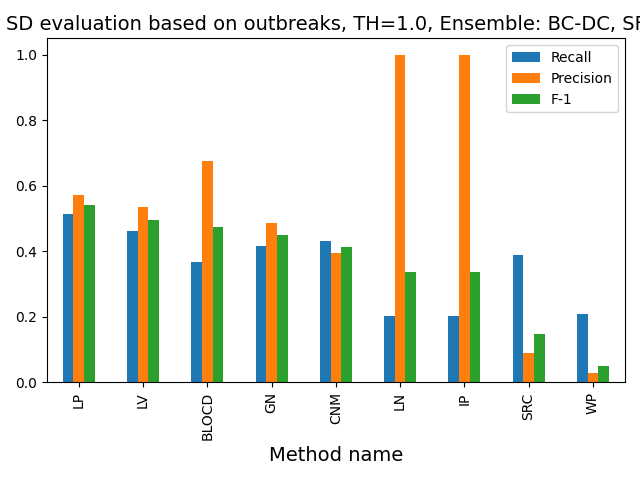 SD evaluation based on outbreaks, TH=1.0, Ensemble: BC-DC,
Recall
Precision
F-1
1.0
0.8
0.6
0.4
0.2
0.0
LP
LV
BLOCD
GN
CNM
LN
IP
SRC
WP
Method name